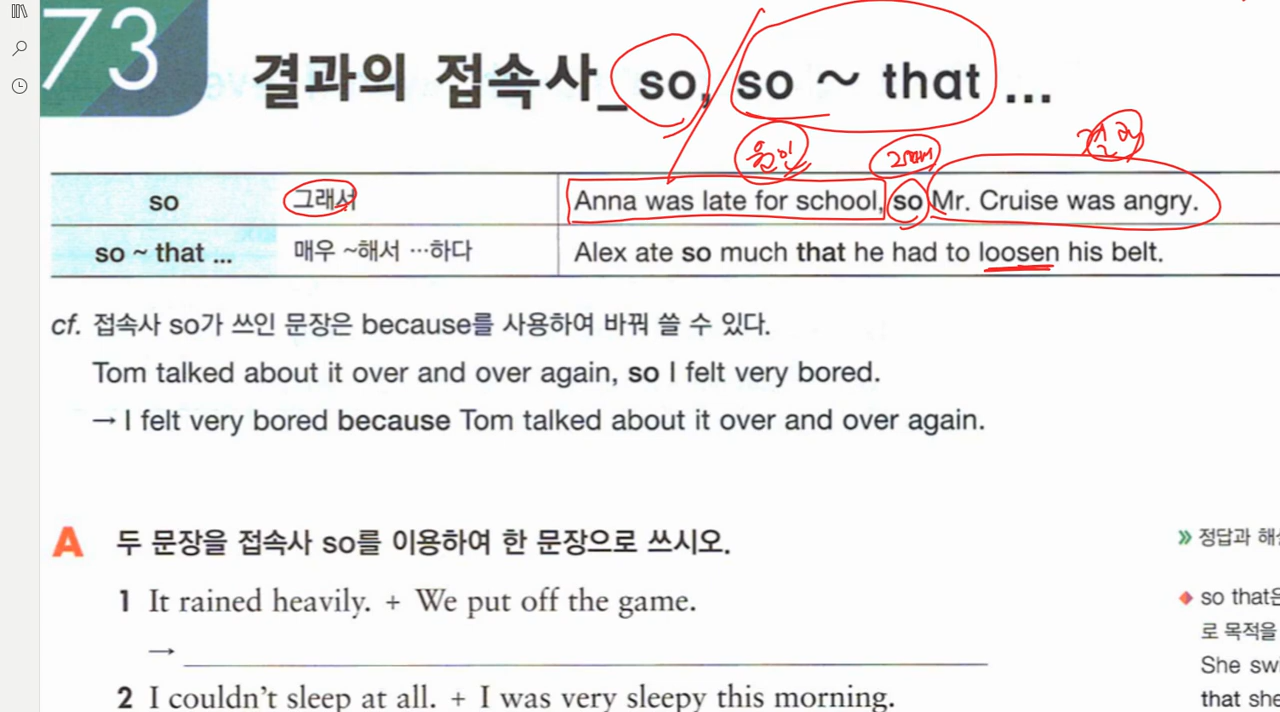 73
결과의 접속사_so, so ~ that ...
원인 그래서 결과
so 그래서 Anna was late for school, so Mr. Cruise was angry.
so ~ that ... 매우 ~해서 …하다 Alex ate so much that he had to loosen his belt.
cf. 접속사 so가 쓰인 문장은 because를 사용하여 바꿔 쓸 수 있다.
Tom talked about it over and over again, so I felt very bored.
→ I felt very bored because Tom talked about it over and over again.
A 두 문장을 접속사 so를 이용하여 한 문장으로 쓰시오.
» 정답과 해
1 It rained heavily. + We put off the game.
so that은
→
로 목적을
She sw
2 I couldn't sleep at all. + I was very sleepy this morning.
that she